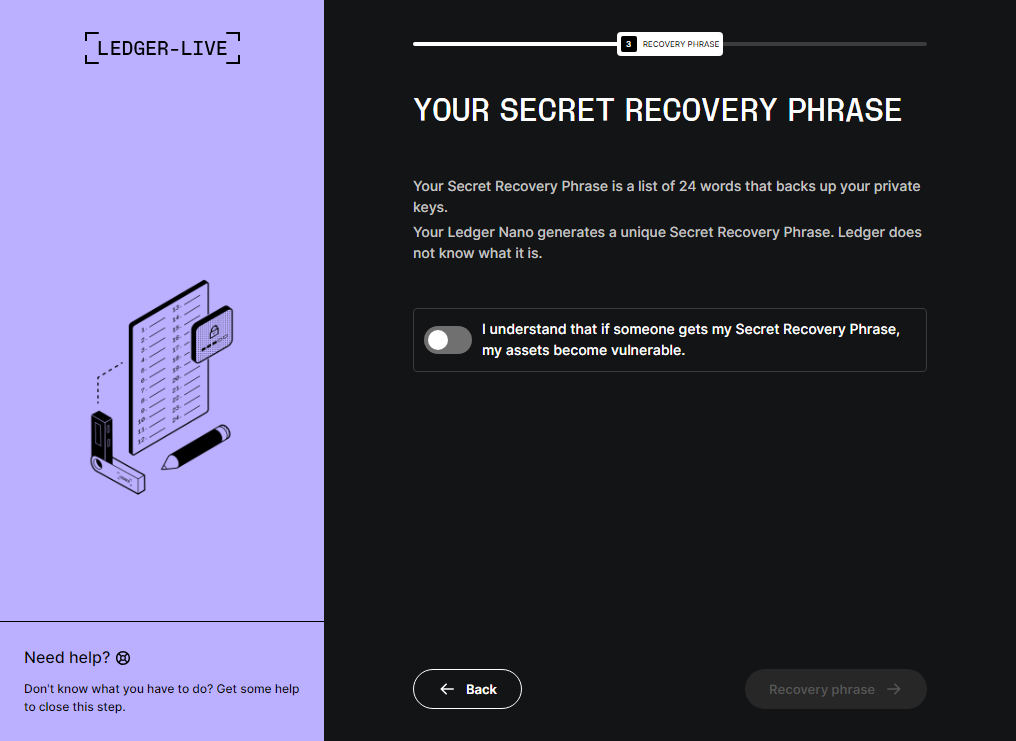 LEDGER-LIVE
3 RECOVERY PHRASE
YOUR SECRET RECOVERY PHRASE
Your Secret Recovery Phrase is a list of 24 words that backs up your private
keys.
Your Ledger Nano generates a unique Secret Recovery Phrase. Ledger does
not know what it is.
I understand that if someone gets my Secret Recovery Phrase,
my assets become vulnerable.
Need help?
Don't know what you have to do? Get some help
to close this step.
Back
Recovery phrase